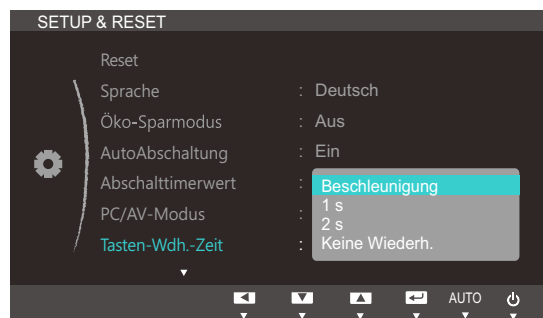 SETUP & RESET
Reset
Sprache : Deutsch
Öko-Sparmodus : Aus
AutoAbschaltung : Ein
Abschalttimerwert :
PC/AV-Modus :
Tasten-Wdh.-Zeit :
Beschleunigung
1 s
2 s
Keine Wiederh.
AUTO